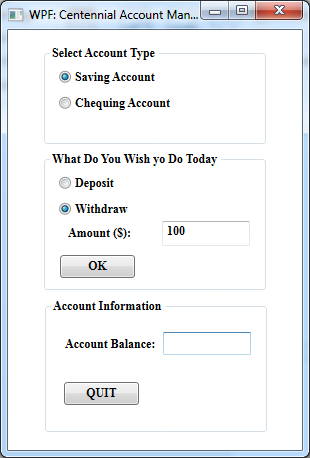 WPF: Centennial Account Man...
Select Account Type
Saving Account
Chequing Account
What Do You Wish yo Do Today
Deposit
Withdraw
Amount ($): 100
OK
Account Information
Account Balance:
QUIT